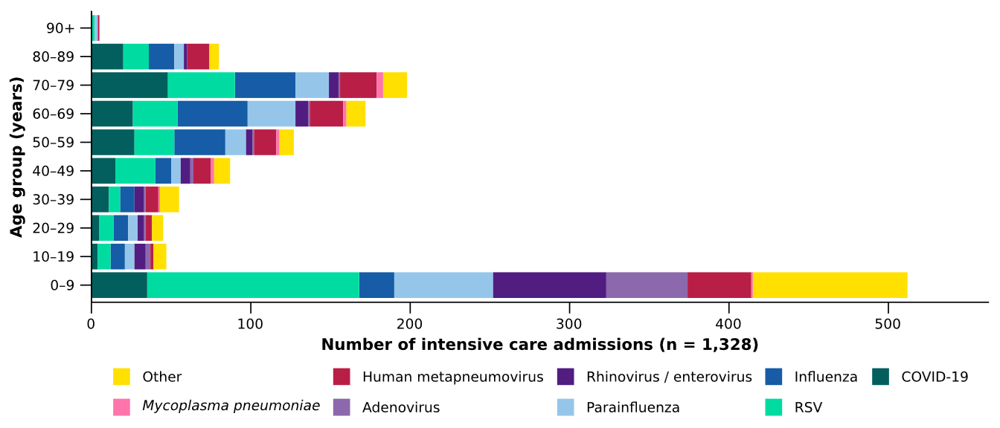 Age group (years)
90+
80–89
70–79
60–69
50–59
40–49
30–39
20–29
10–19
0–9
0 100 200 300 400 500
Number of intensive care admissions (n = 1,328)
Other Human metapneumovirus Rhinovirus / enterovirus Influenza COVID-19
Mycoplasma pneumoniae Adenovirus Parainfluenza RSV